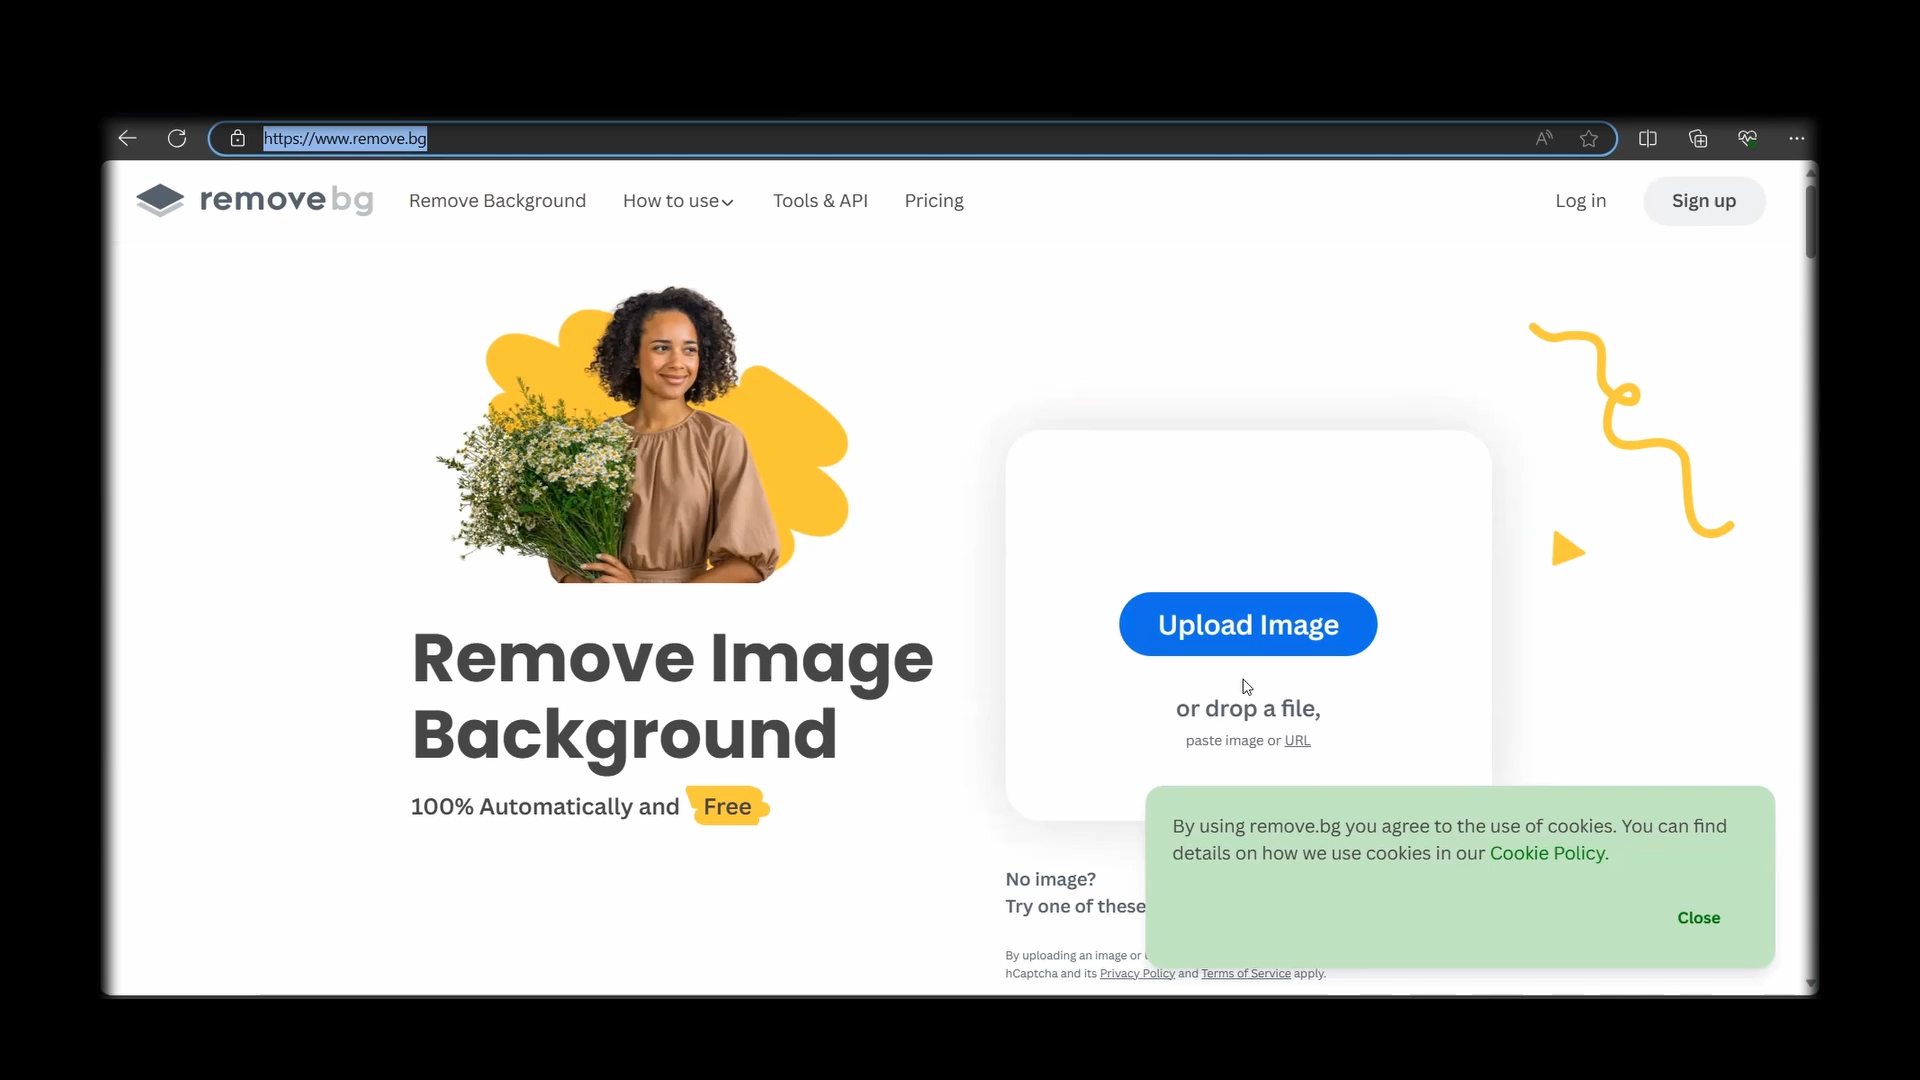 https://www.remove.bg
removebg
Remove Background
How to use
Tools & API
Pricing
Log in
Sign up
Upload Image
or drop a file,
paste image or URL
Remove Image
Background
100% Automatically and Free
No image?
Try one of these
By uploading an image or
hCaptcha and its Privacy Policy and Terms of Service apply.
By using remove.bg you agree to the use of cookies. You can find
details on how we use cookies in our Cookie Policy.
Close